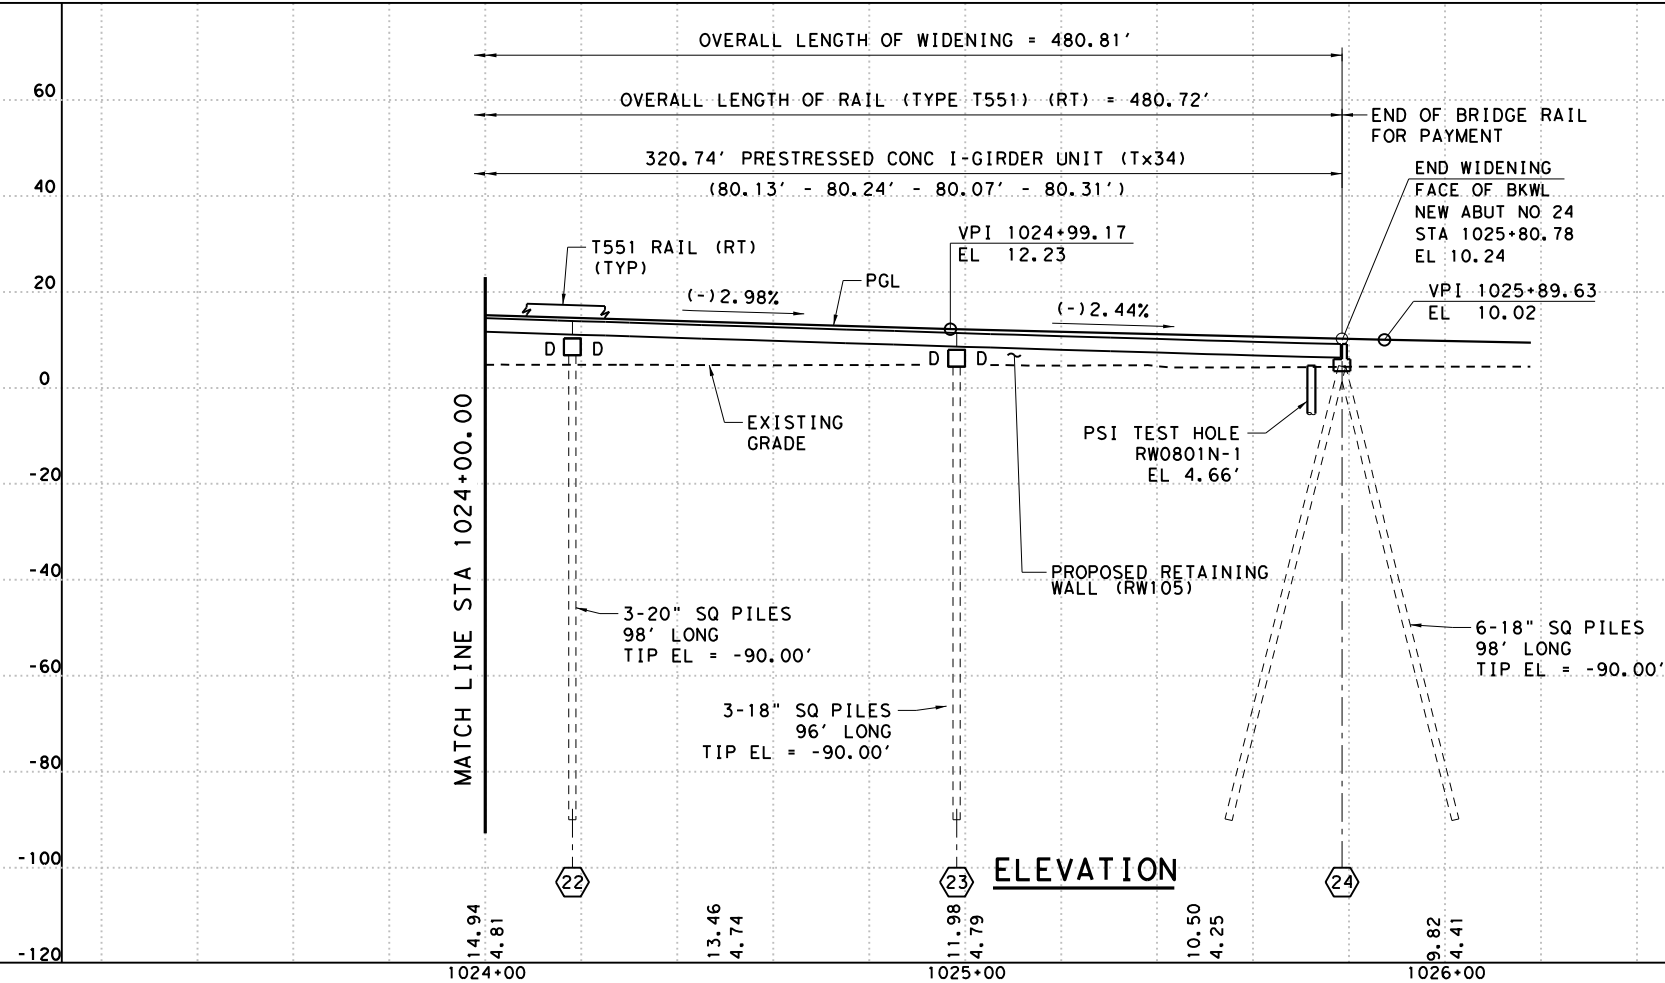 OVERALL LENGTH OF WIDENING = 480.81'
OVERALL LENGTH OF RAIL (TYPE T551) (RT) = 480.72'
END OF BRIDGE RAIL
FOR PAYMENT
320.74' PRESTRESSED CONC I-GIRDER UNIT (Tx34)
(80.13' - 80.24' - 80.07' - 80.31')
END WIDENING
FACE OF BKWL
NEW ABUT NO 24
STA 1025+80.78
EL 10.24
T551 RAIL (RT)
(TYP)
VPI 1024+99.17
EL 12.23
PGL
(-)2.98%
(-)2.44%
VPI 1025+89.63
EL 10.02
D D
D D
EXISTING
GRADE
PSI TEST HOLE
RW0801N-1
EL 4.66'
PROPOSED RETAINING
WALL (RW105)
3-20" SQ PILES
98' LONG
TIP EL = -90.00'
3-18" SQ PILES
96' LONG
TIP EL = -90.00'
6-18" SQ PILES
98' LONG
TIP EL = -90.00'
MATCH LINE STA 1024+00.00
60
40
20
0
-20
-40
-60
-80
-100
-120
22
23
24
ELEVATION
14.94
4.81
13.46
4.74
11.98
4.79
10.50
4.25
9.82
4.41
1024+00
1025+00
1026+00